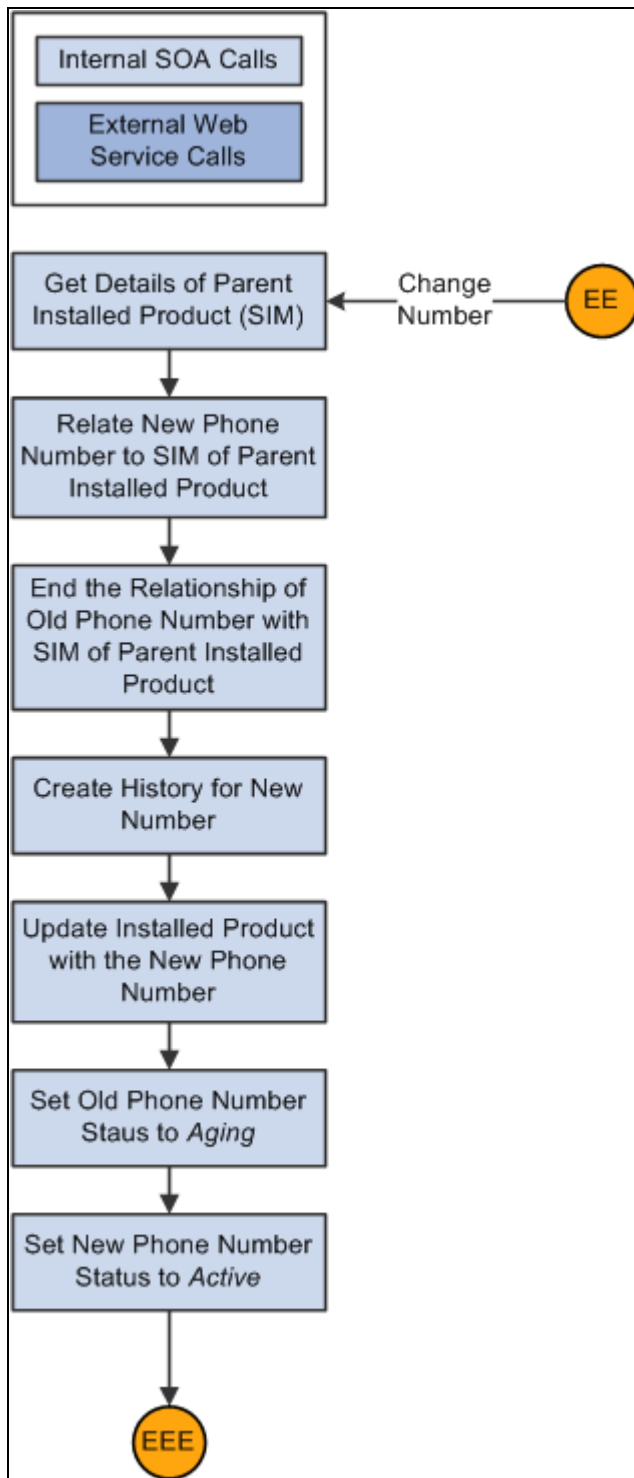 Internal SOA Calls
External Web
Service Calls
Get Details of Parent
Installed Product (SIM)
Change
Number
EE
Relate New Phone
Number to SIM of Parent
Installed Product
End the Relationship of
Old Phone Number with
SIM of Parent Installed
Product
Create History for New
Number
Update Installed Product
with the New Phone
Number
Set Old Phone Number
Staus to Aging
Set New Phone Number
Status to Active
EEE